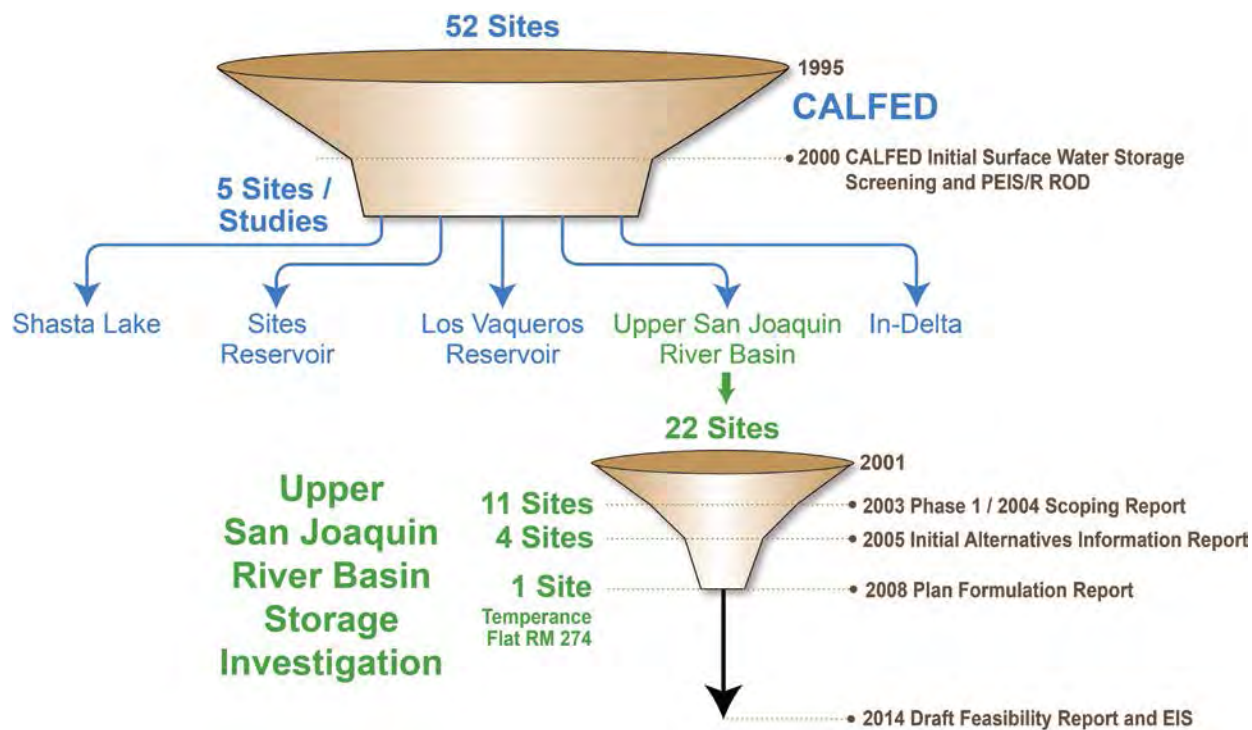 52 Sites
1995
CALFED
2000 CALFED Initial Surface Water Storage
Screening and PEIS/R ROD
5 Sites /
Studies
Shasta Lake
Sites
Reservoir
Los Vaqueros
Reservoir
Upper San Joaquin
River Basin
In-Delta
22 Sites
2001
Upper
San Joaquin
River Basin
Storage
Investigation
11 Sites
2003 Phase 1 / 2004 Scoping Report
4 Sites
2005 Initial Alternatives Information Report
1 Site
2008 Plan Formulation Report
Temperance
Flat RM 274
2014 Draft Feasibility Report and EIS